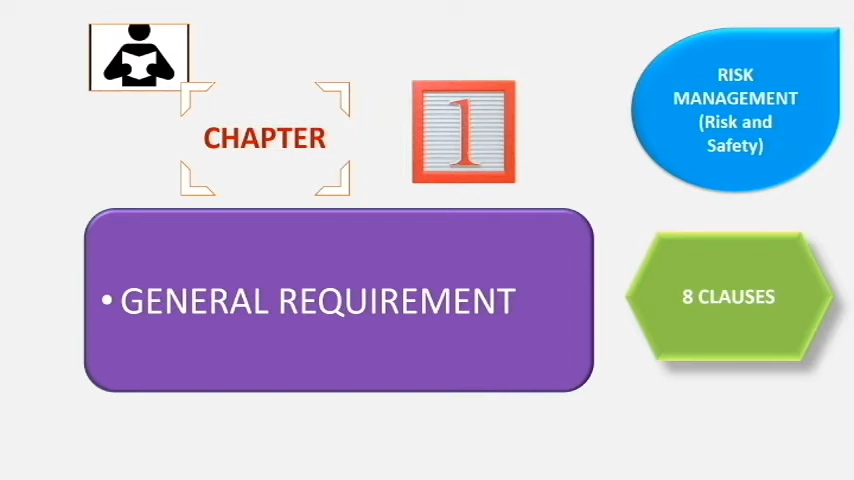 CHAPTER
1
RISK
MANAGEMENT
(Risk and
Safety)
• GENERAL REQUIREMENT
8 CLAUSES